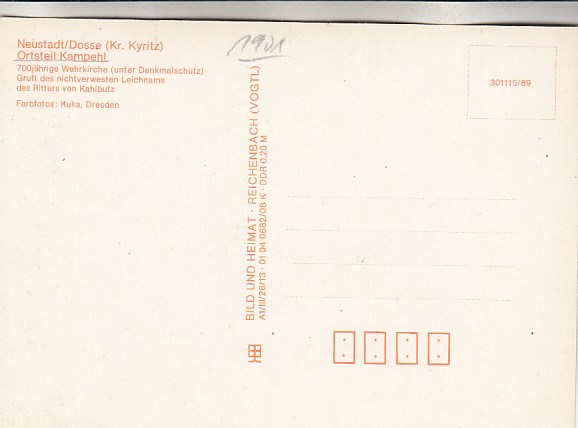 Neustadt/Dosse (Kr. Kyritz)
Ortsteil Kampehl
700jährige Wehrkirche (unter Denkmalschutz)
Gruft des nichtverwesten Leichnams
des Ritters von Kahlbutz
Farbfotos: Kuka, Dresden
1981
301115/89
BILD UND HEIMAT · REICHENBACH (VOGTL)
A1/III/26/13 · 01 04 0682/08 K · DDR 0,20 M